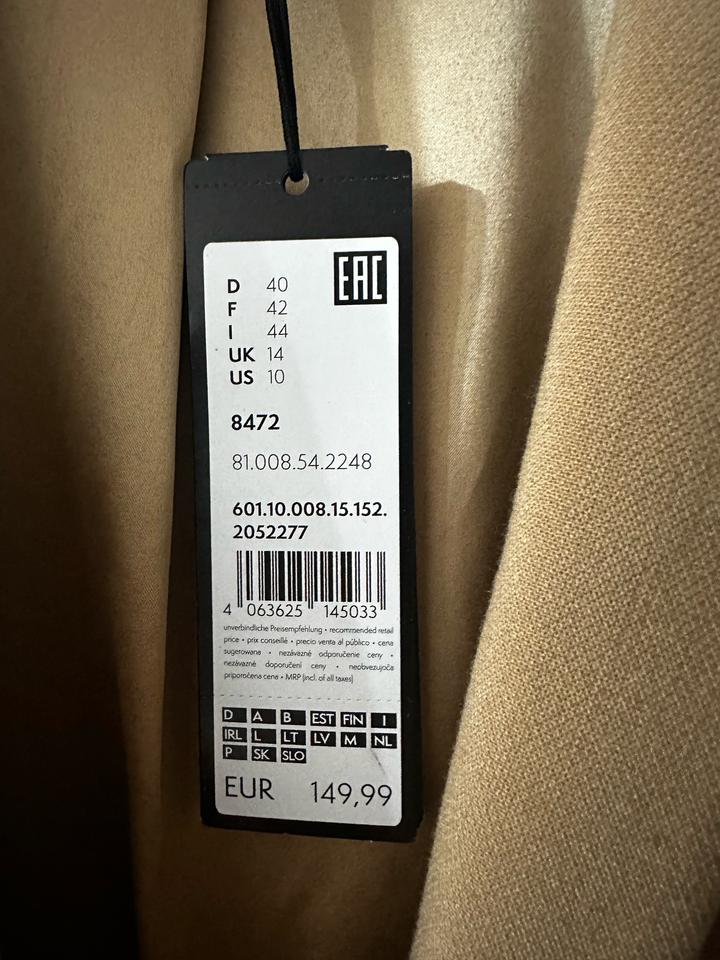 EAC
D 40
F 42
I 44
UK 14
US 10
8472
81.008.54.2248
601.10.008.15.152.
2052277
4 063625 145033
unverbindliche Preisempfehlung • recommended retail
price • prix conseillé • precio venta al público • cena
sugerowana • nezáväzné odporučenie ceny •
nezávazné doporučení ceny • neobvezujoča
priporočena cena • MRP (incl. of all taxes)
D A B EST FIN I
IRL L LT LV M NL
P SK SLO
EUR 149,99